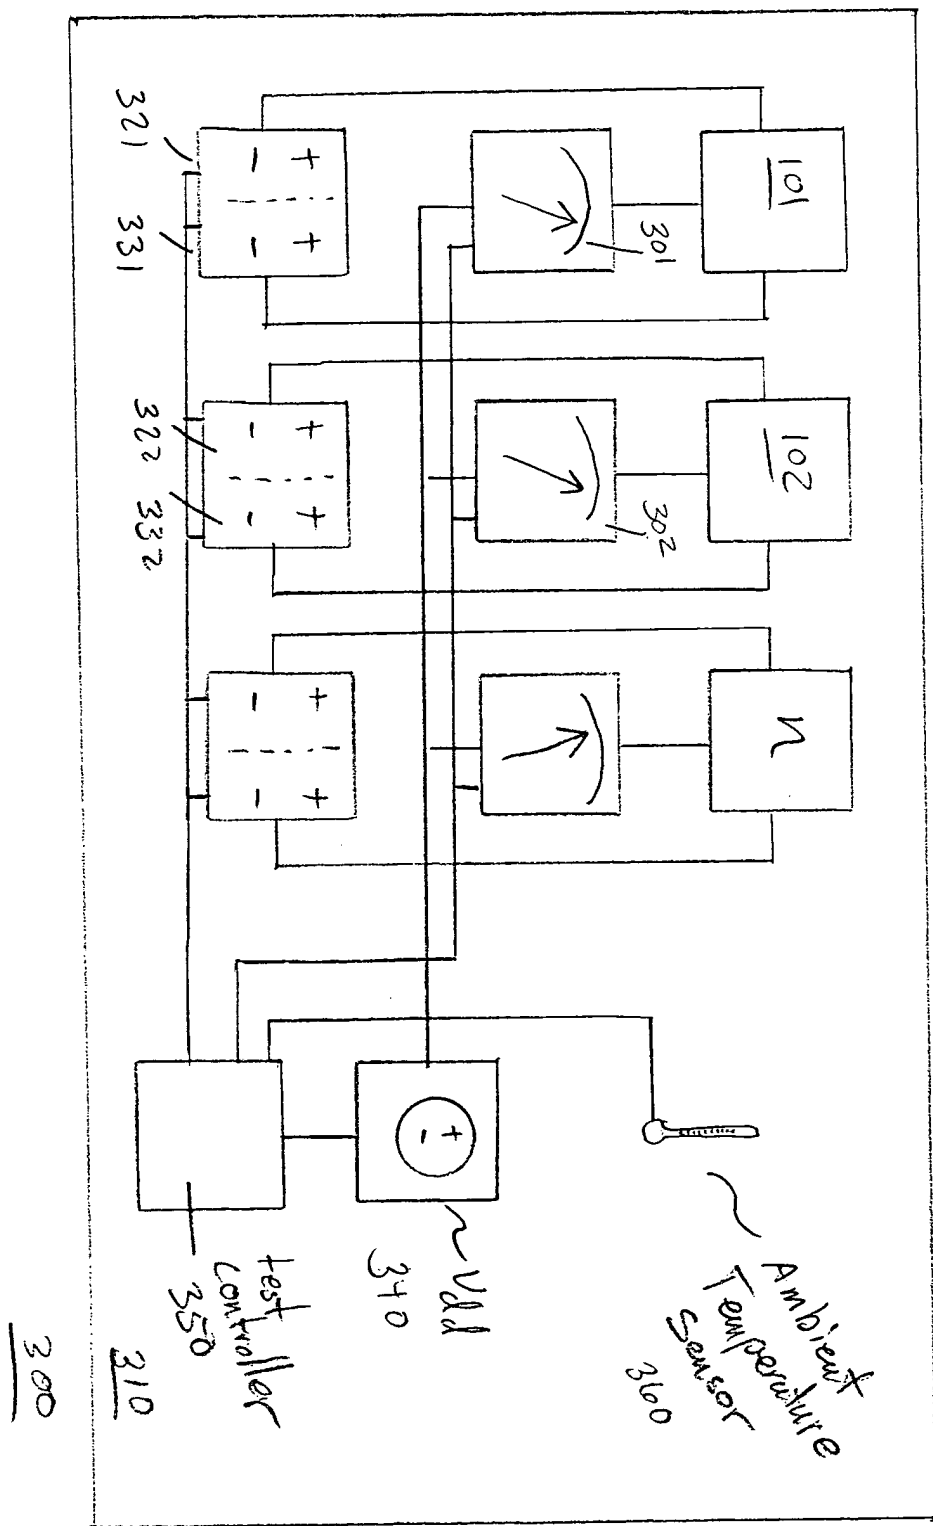 101
102
n
Ambient
Temperature
Sensor
360
301
302
Vdd
340
+
-
+ +
- -
+ +
- -
+ +
- -
321 331
322 332
test
controller
350
310
300